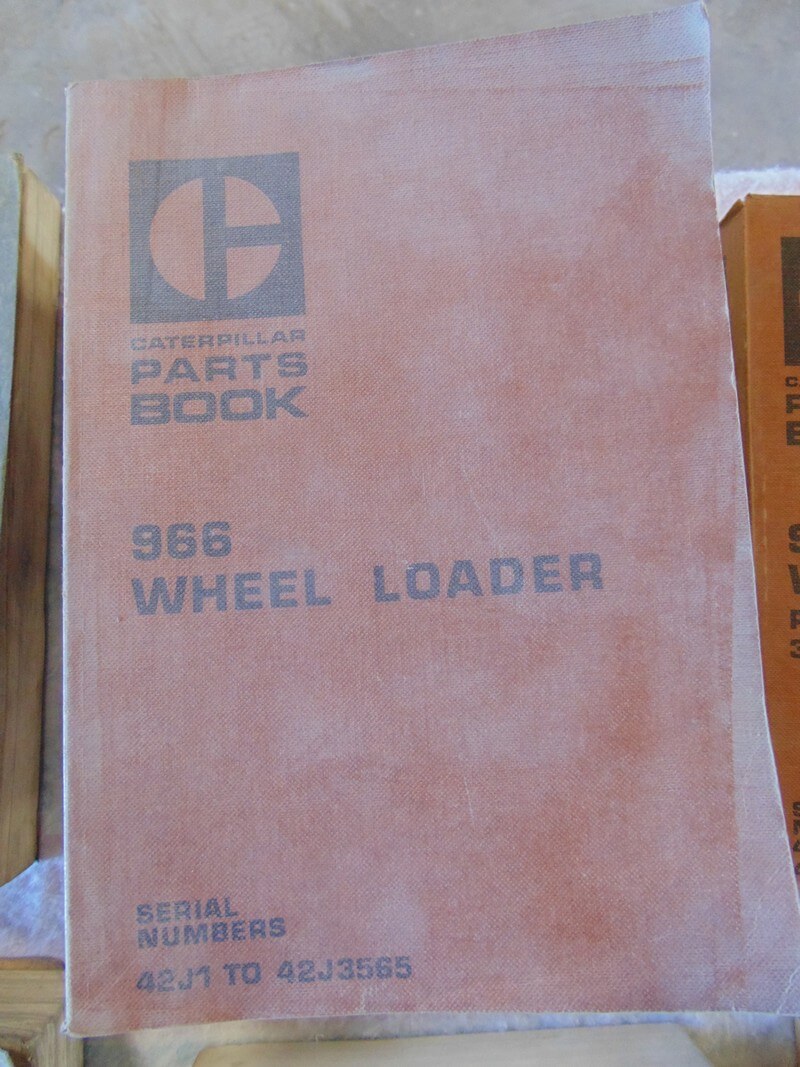 CATERPILLAR
PARTS
BOOK
966
WHEEL LOADER
SERIAL
NUMBERS
42J1 TO 42J3565